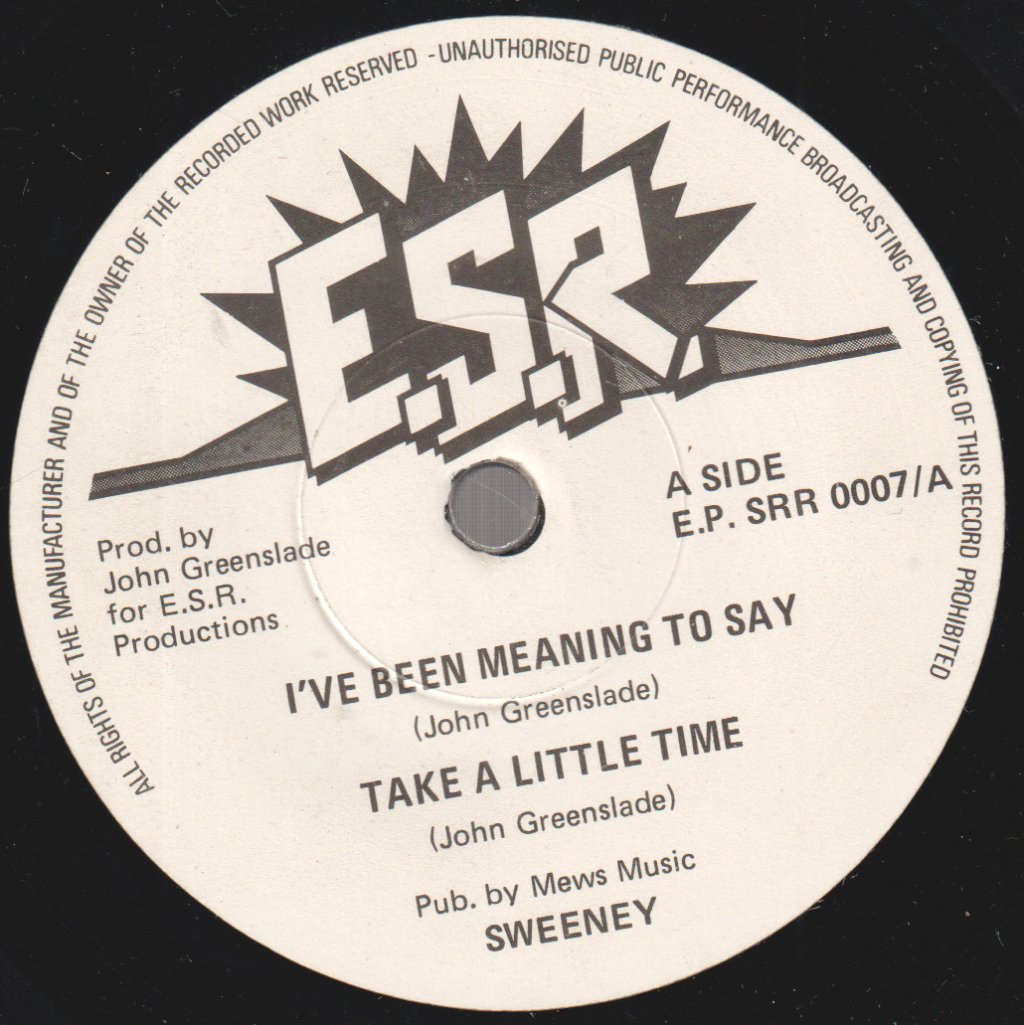 ALL RIGHTS OF THE MANUFACTURER AND OF THE OWNER OF THE RECORDED WORK RESERVED - UNAUTHORISED PUBLIC PERFORMANCE BROADCASTING AND COPYING OF THIS RECORD PROHIBITED
E.S.R.
A SIDE
E.P. SRR 0007/A
Prod. by
John Greenslade
for E.S.R.
Productions
I'VE BEEN MEANING TO SAY
(John Greenslade)
TAKE A LITTLE TIME
(John Greenslade)
Pub. by Mews Music
SWEENEY